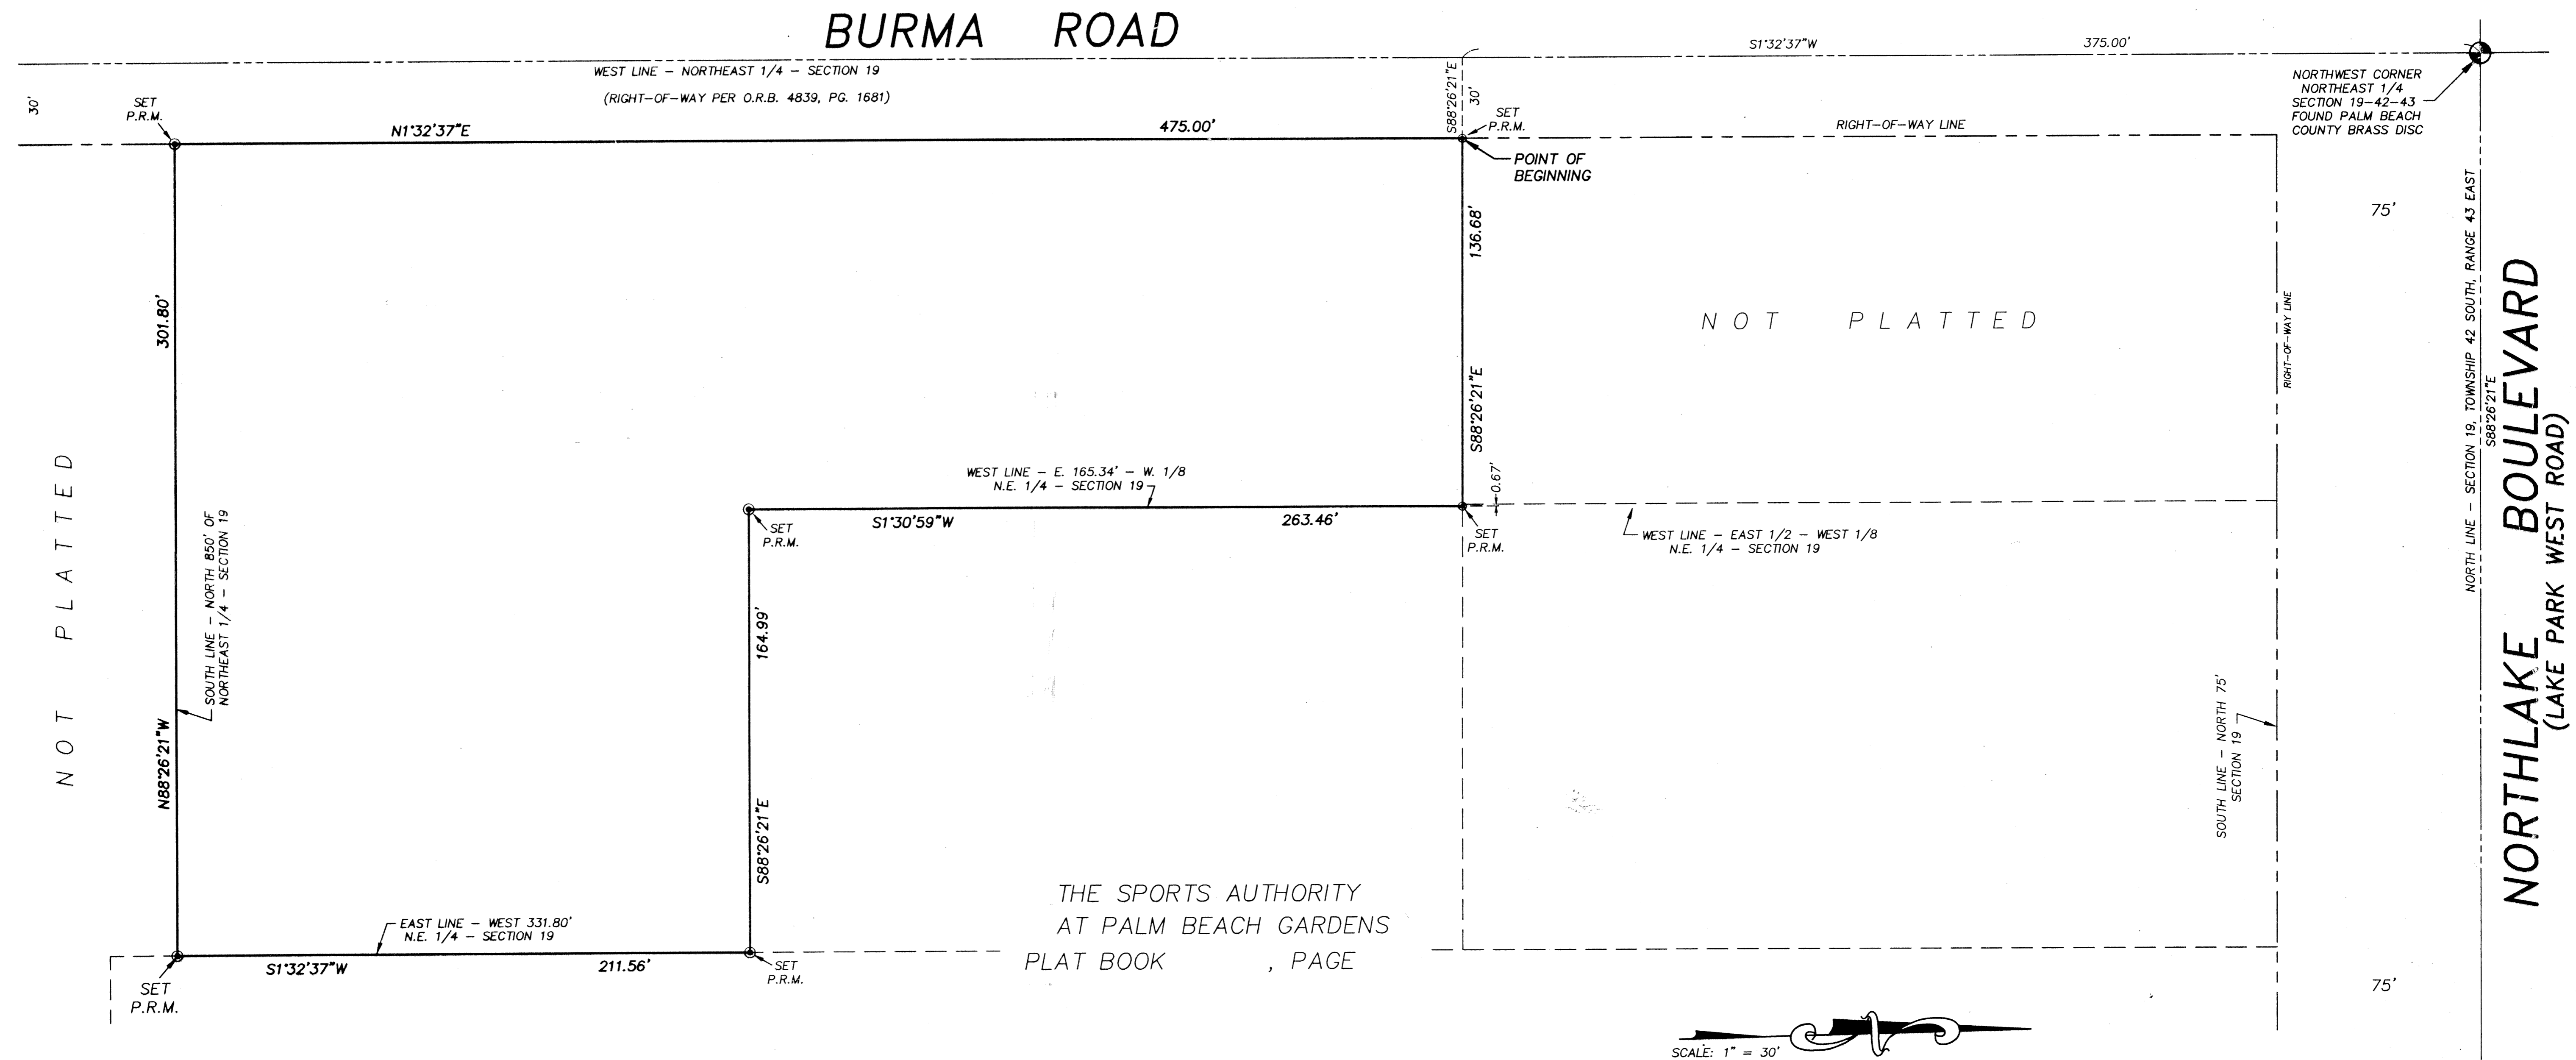 BURMA ROAD
S1°32'37"W 375.00'
WEST LINE – NORTHEAST 1/4 – SECTION 19
(RIGHT–OF–WAY PER O.R.B. 4839, PG. 1681)
30'
SET
P.R.M.
N1°32'37"E 475.00'
S88°26'21"E
30'
SET
P.R.M.
RIGHT–OF–WAY LINE
POINT OF
BEGINNING
NORTHWEST CORNER
NORTHEAST 1/4
SECTION 19–42–43
FOUND PALM BEACH
COUNTY BRASS DISC
75'
136.68'
S88°26'21"E
301.80'
N88°26'21"W
NOT PLATTED
NOT PLATTED
SOUTH LINE – NORTH 850' OF
NORTHEAST 1/4 – SECTION 19
WEST LINE – E. 165.34' – W. 1/8
N.E. 1/4 – SECTION 19
0.67'
S1°30'59"W 263.46'
SET
P.R.M.
SET
P.R.M.
WEST LINE – EAST 1/2 – WEST 1/8
N.E. 1/4 – SECTION 19
164.99'
S88°26'21"E
RIGHT–OF–WAY LINE
NORTH LINE – SECTION 19, TOWNSHIP 42 SOUTH, RANGE 43 EAST
S88°26'21"E
NORTHLAKE BOULEVARD
(LAKE PARK WEST ROAD)
SOUTH LINE – NORTH 75'
SECTION 19
EAST LINE – WEST 331.80'
N.E. 1/4 – SECTION 19
S1°32'37"W 211.56'
SET
P.R.M.
SET
P.R.M.
THE SPORTS AUTHORITY
AT PALM BEACH GARDENS
PLAT BOOK , PAGE
75'
N
SCALE: 1" = 30'